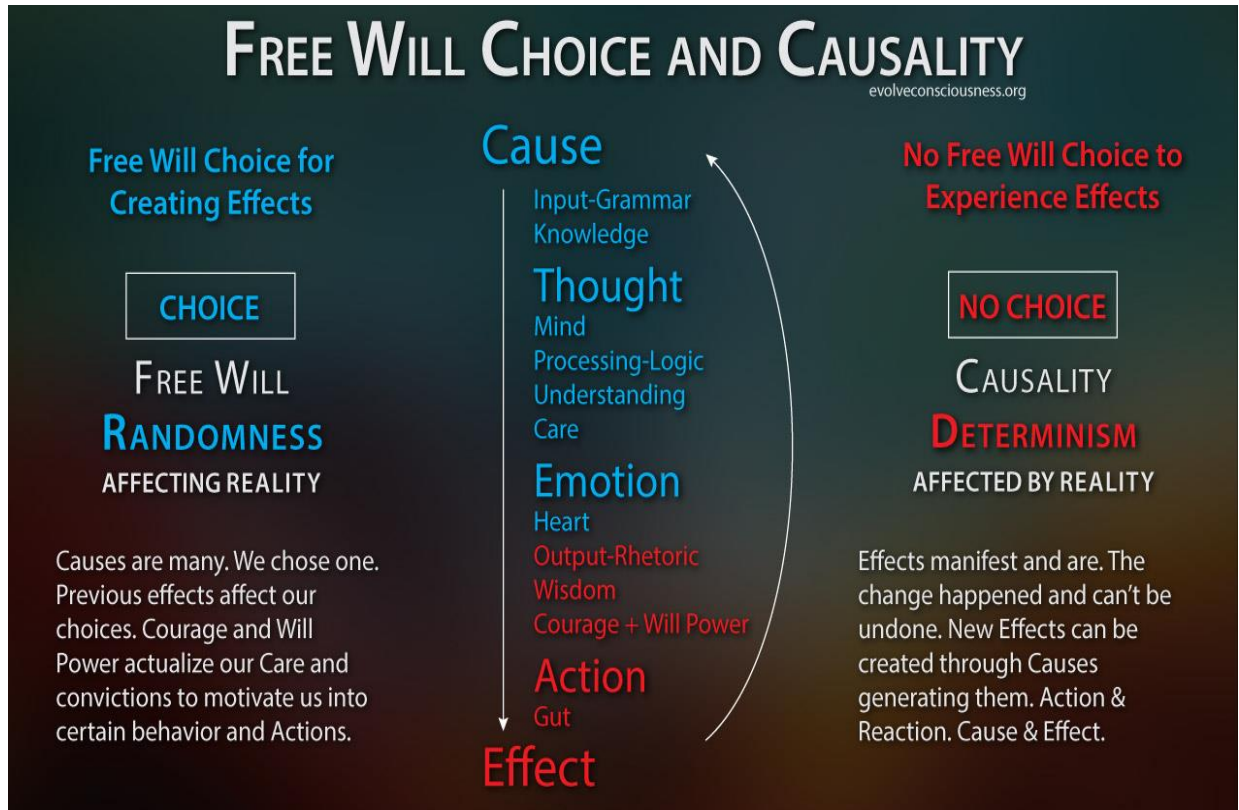 FREE WILL CHOICE AND CAUSALITY
evolveconsciousness.org
Free Will Choice for
Creating Effects
CHOICE
FREE WILL
RANDOMNESS
AFFECTING REALITY
Causes are many. We chose one.
Previous effects affect our
choices. Courage and Will
Power actualize our Care and
convictions to motivate us into
certain behavior and Actions.
Cause
Input-Grammar
Knowledge
Thought
Mind
Processing-Logic
Understanding
Care
Emotion
Heart
Output-Rhetoric
Wisdom
Courage + Will Power
Action
Gut
Effect
No Free Will Choice to
Experience Effects
NO CHOICE
CAUSALITY
DETERMINISM
AFFECTED BY REALITY
Effects manifest and are. The
change happened and can't be
undone. New Effects can be
created through Causes
generating them. Action &
Reaction. Cause & Effect.